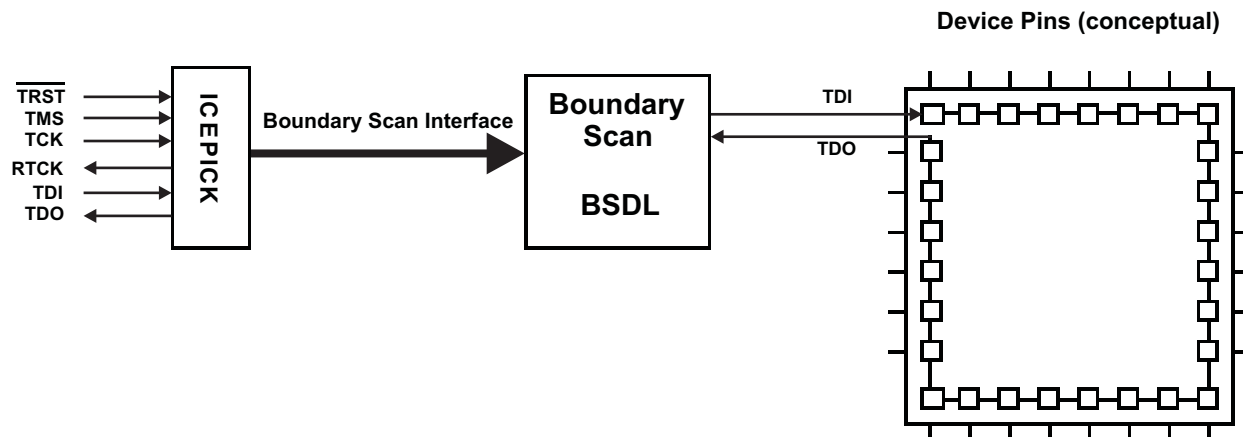 Device Pins (conceptual)
TRST
TMS
TCK
RTCK
TDI
TDO
ICEPICK
Boundary Scan Interface
Boundary
Scan
BSDL
TDI
TDO